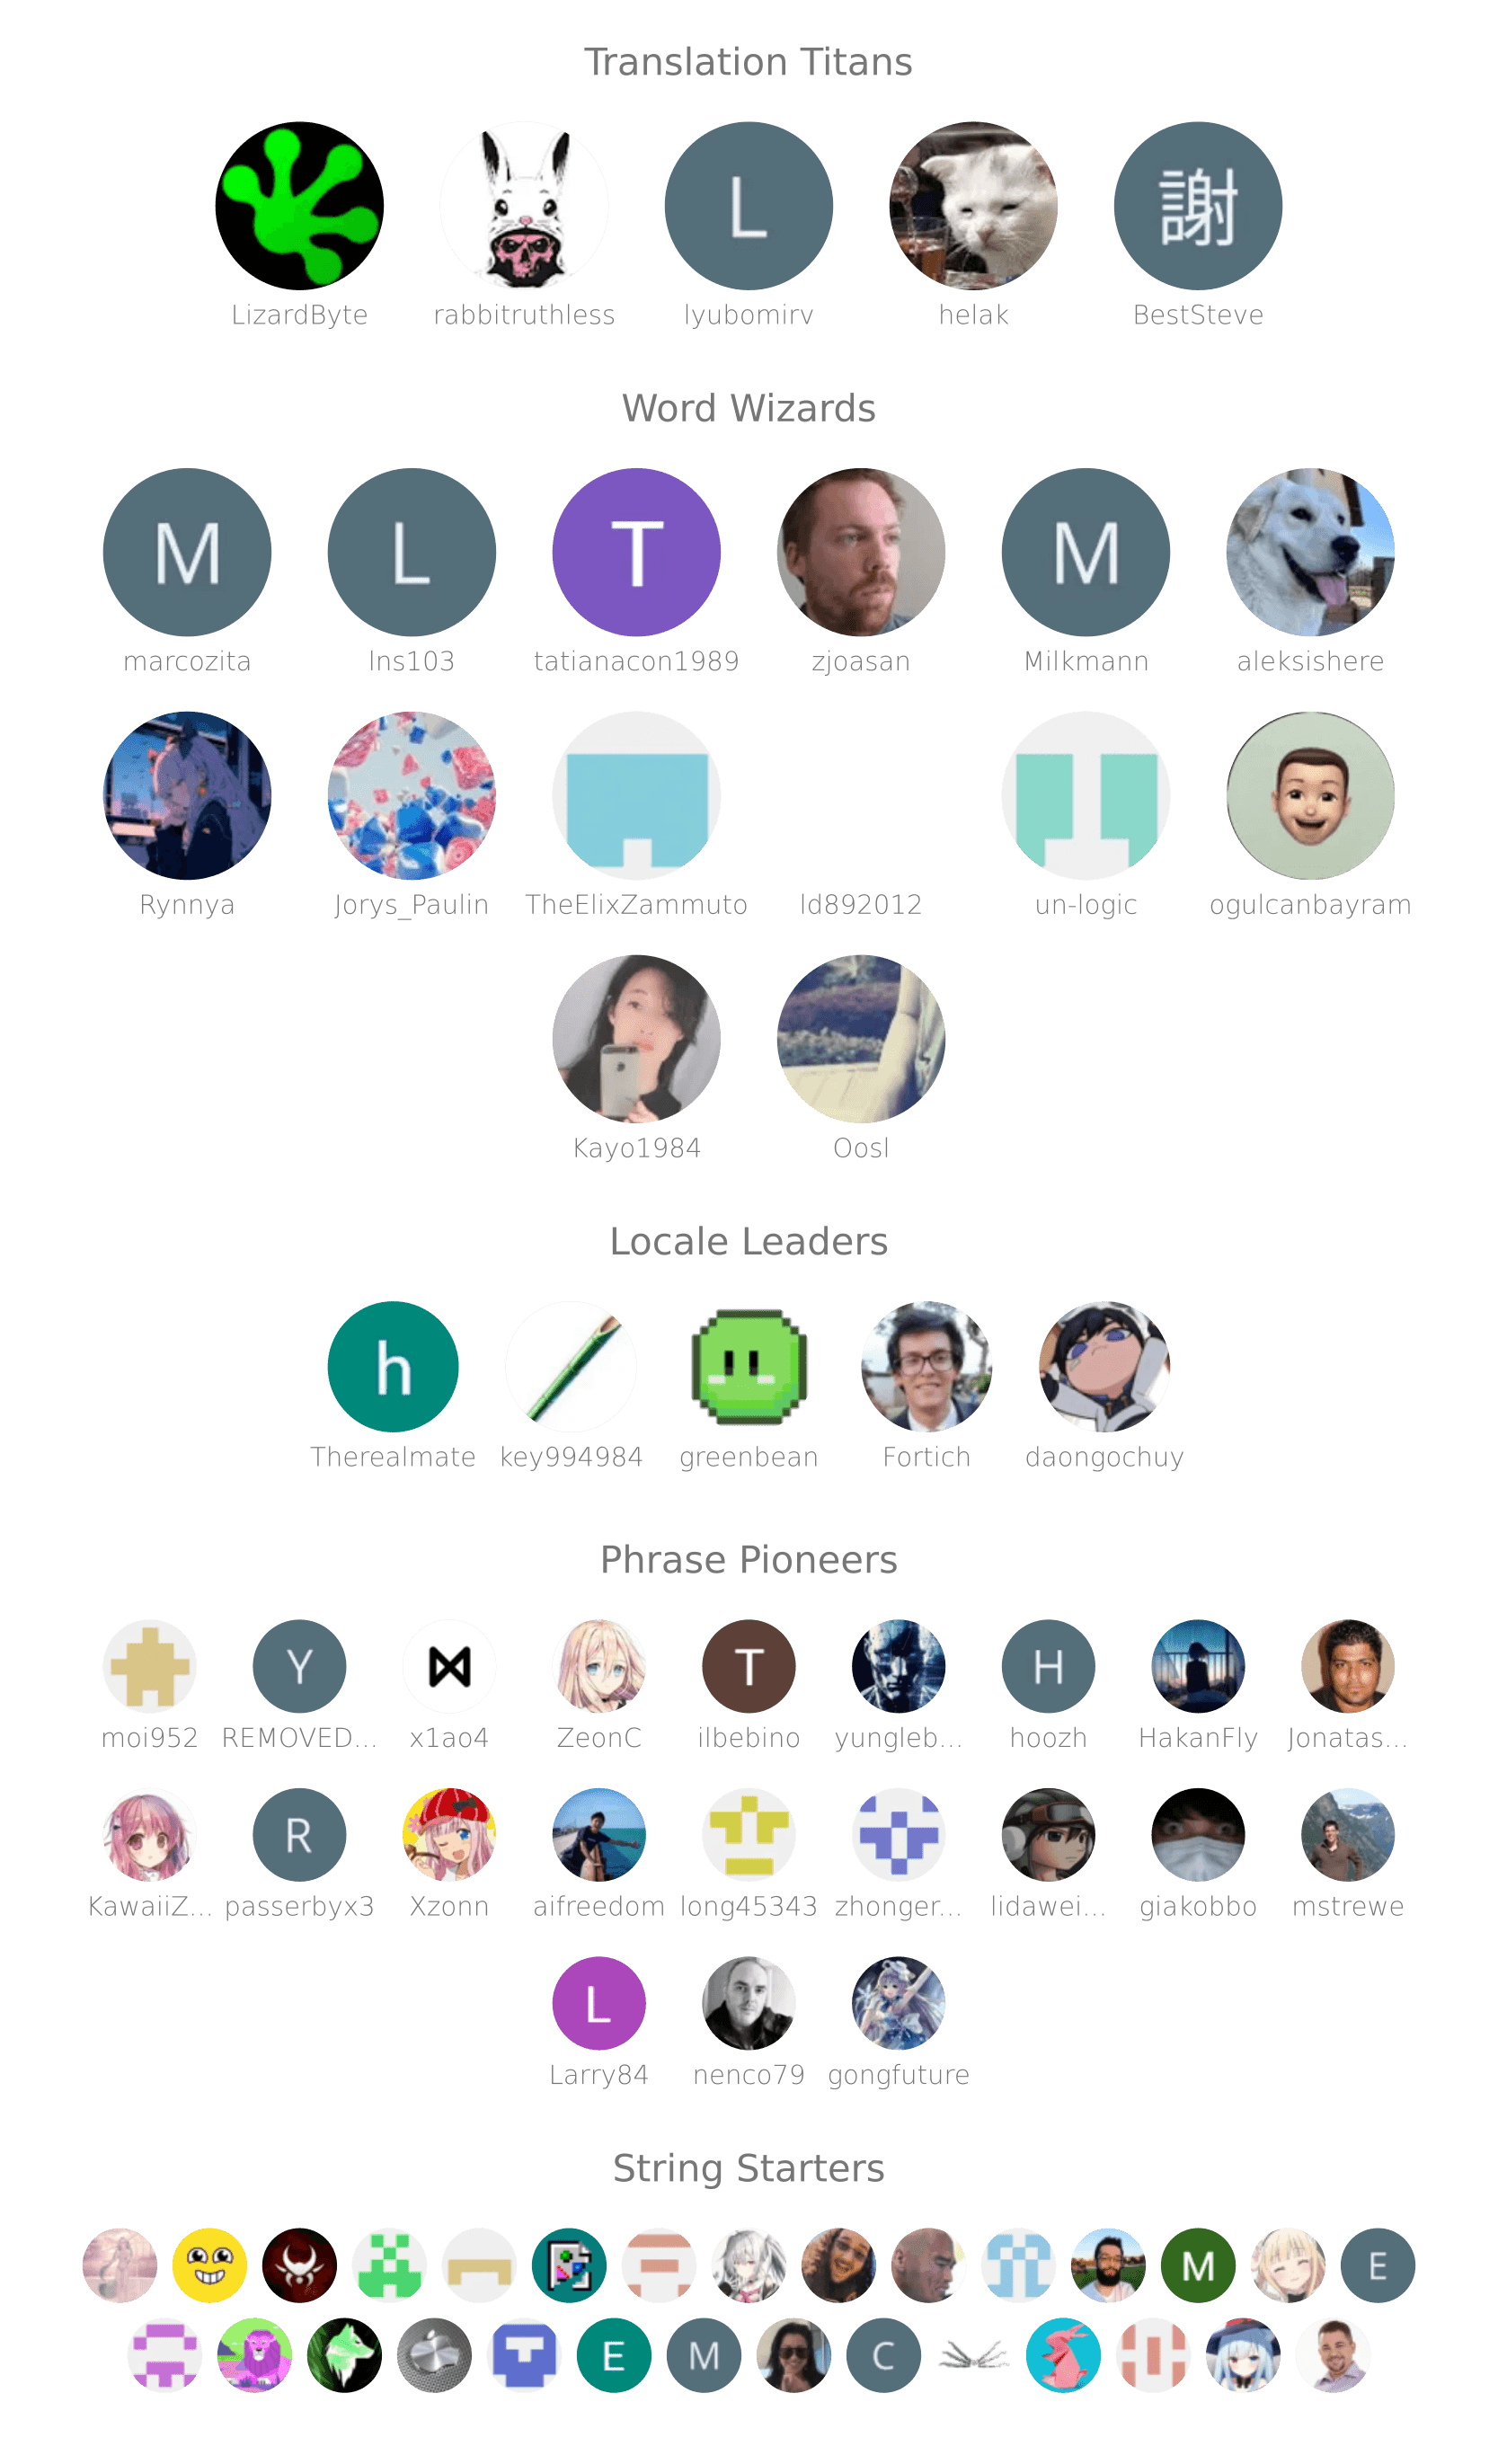 Translation Titans
L 謝
LizardByte rabbitruthless lyubomirv helak BestSteve
Word Wizards
M L T M
marcozita lns103 tatianacon1989 zjoasan Milkmann aleksishere
Rynnya Jorys_Paulin TheElixZammuto ld892012 un-logic ogulcanbayram
Kayo1984 Oosl
Locale Leaders
h
Therealmate key994984 greenbean Fortich daongochuy
Phrase Pioneers
Y T H
moi952 REMOVED... x1ao4 ZeonC ilbebino yungleb... hoozh HakanFly Jonatas...
R
KawaiiZ... passerbyx3 Xzonn aifreedom long45343 zhonger... lidawei... giakobbo mstrewe
L
Larry84 nenco79 gongfuture
String Starters
M E
E M C